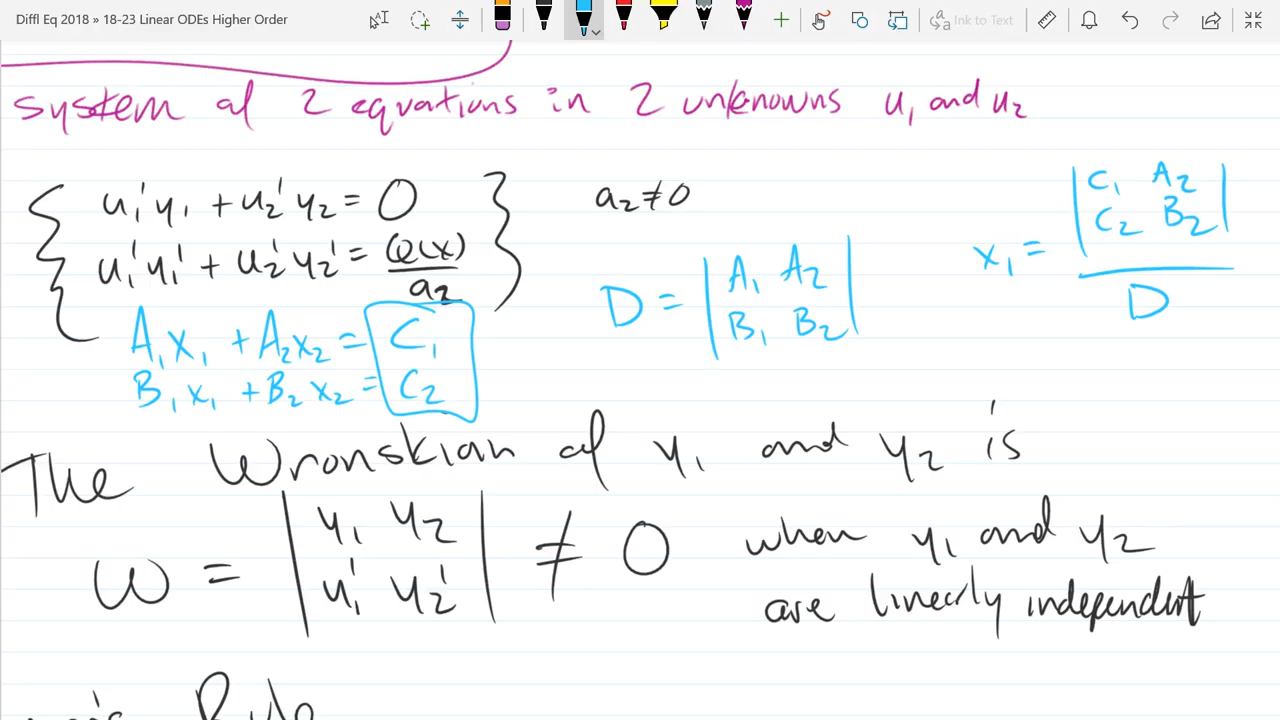 Diffl Eq 2018 » 18-23 Linear ODEs Higher Order
Ink to Text
system of 2 equations in 2 unknowns u₁ and u₂
u₁'y₁ + u₂'y₂ = 0
a₂ ≠ 0
u₁'y₁' + u₂'y₂' = Q(x)/a₂
A₁x₁ + A₂x₂ = C₁
B₁x₁ + B₂x₂ = C₂
D = | A₁ A₂ |
| B₁ B₂ |
x₁ = | C₁ A₂ |
| C₂ B₂ |
D
The Wronskian of y₁ and y₂ is
W = | y₁ y₂ | ≠ 0 when y₁ and y₂
| y₁' y₂' | are linearly independent
Rule